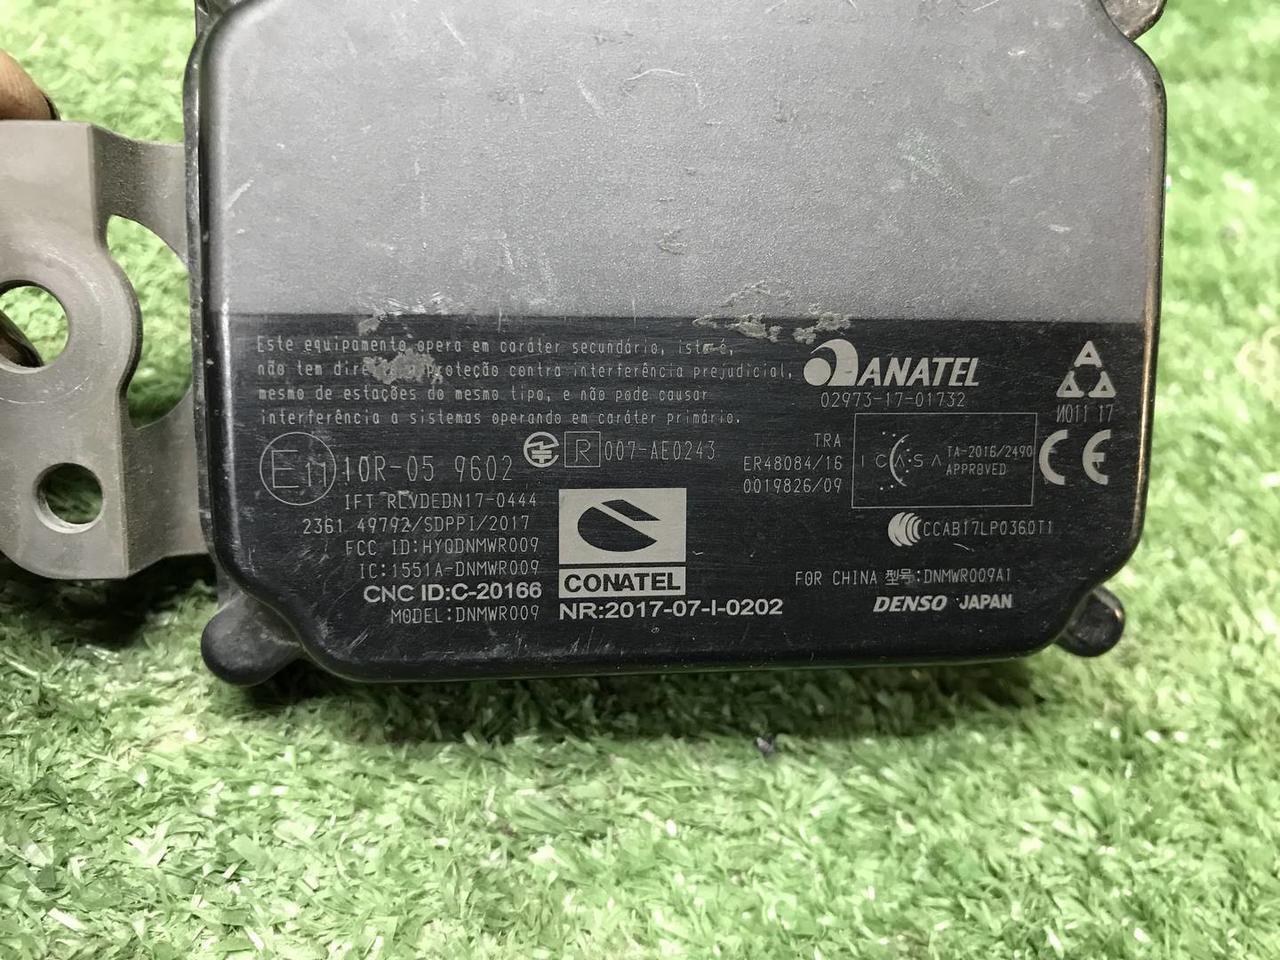 Este equipamento opera em caráter secundário, isto é,
não tem direito proteção contra interferência prejudicial,
mesmo de estações do mesmo tipo, e não pode causar
interferência a sistemas operando em caráter primário.
ANATEL
02973-17-01732
И011 17
E11 10R-05 9602
R 007-AE0243
TRA
ER48084/16
0019826/09
ICASA TA-2016/2490
APPROVED
CE
IFT RLVDEDN17-0444
2361 49792/SDPPI/2017
FCC ID:HYQDNMWR009
IC:1551A-DNMWR009
CNC ID:C-20166
MODEL:DNMWR009
CONATEL
NR:2017-07-I-0202
CCAB17LP0360T1
FOR CHINA 型号:DNMWR009A1
DENSO JAPAN